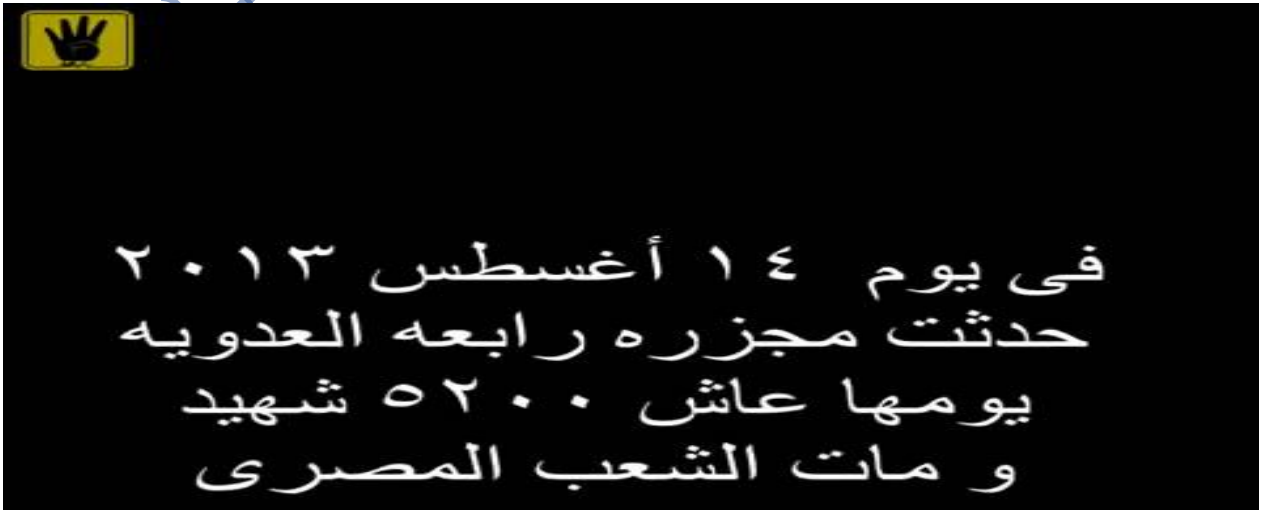 فى يوم ١٤ أغسطس ٢٠١٣
حدثت مجزره رابعه العدويه
يومها عاش ٥٢٠٠ شهيد
و مات الشعب المصرى